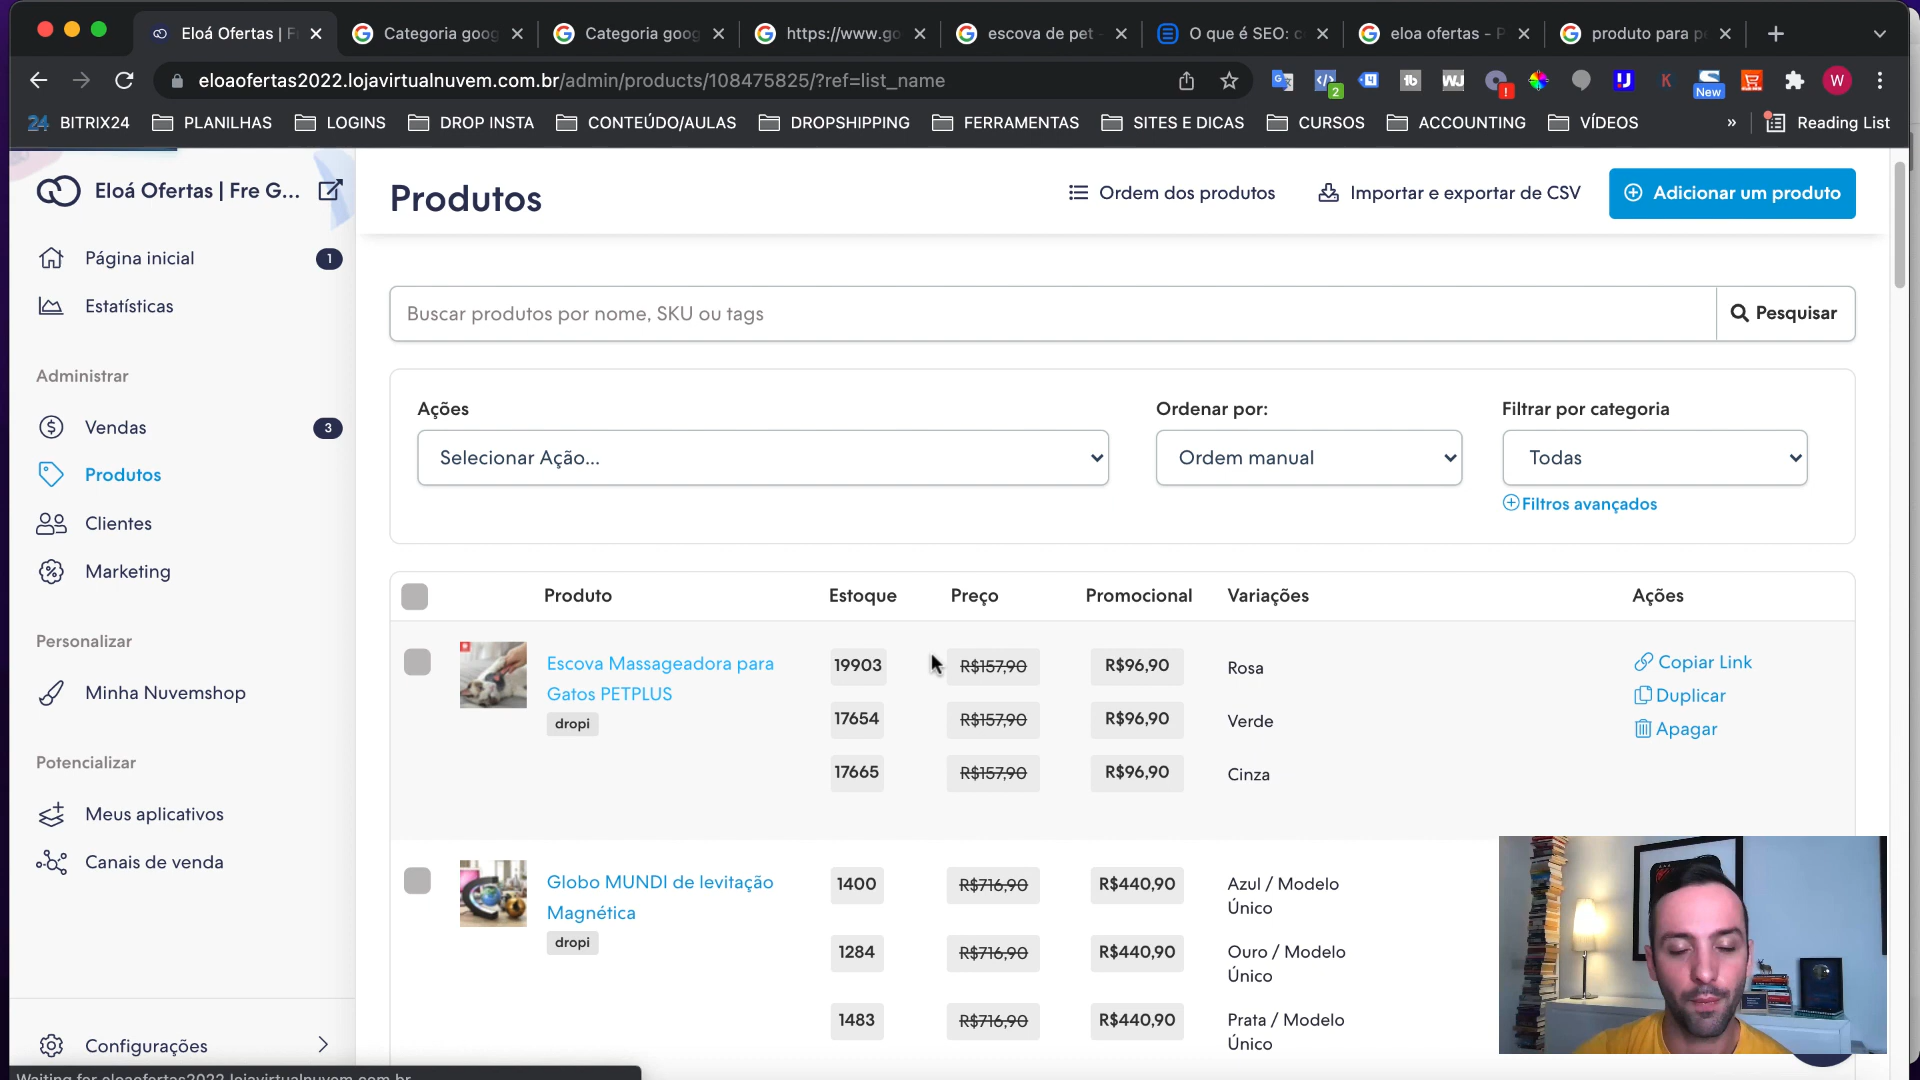 Eloá Ofertas | F
Categoria goog
Categoria goog
https://www.go
escova de pet -
O que é SEO: c
eloa ofertas - P
produto para p
eloaofertas2022.lojavirtualnuvem.com.br/admin/products/108475825/?ref=list_name
2
New
W
24 BITRIX24
PLANILHAS
LOGINS
DROP INSTA
CONTEÚDO/AULAS
DROPSHIPPING
FERRAMENTAS
SITES E DICAS
CURSOS
ACCOUNTING
VÍDEOS
»
Reading List
Eloá Ofertas | Fre G...
Página inicial 1
Estatísticas
Administrar
Vendas 3
Produtos
Clientes
Marketing
Personalizar
Minha Nuvemshop
Potencializar
Meus aplicativos
Canais de venda
Configurações
Produtos
Ordem dos produtos
Importar e exportar de CSV
Adicionar um produto
Buscar produtos por nome, SKU ou tags
Pesquisar
Ações
Selecionar Ação...
Ordenar por:
Ordem manual
Filtrar por categoria
Todas
Filtros avançados
Produto Estoque Preço Promocional Variações Ações
Escova Massageadora para
Gatos PETPLUS
dropi
19903 R$157,90 R$96,90 Rosa
17654 R$157,90 R$96,90 Verde
17665 R$157,90 R$96,90 Cinza
Copiar Link
Duplicar
Apagar
Globo MUNDI de levitação
Magnética
dropi
1400 R$716,90 R$440,90 Azul / Modelo
Único
1284 R$716,90 R$440,90 Ouro / Modelo
Único
1483 R$716,90 R$440,90 Prata / Modelo
Único
Waiting for eloaofertas2022.lojavirtualnuvem.com.br